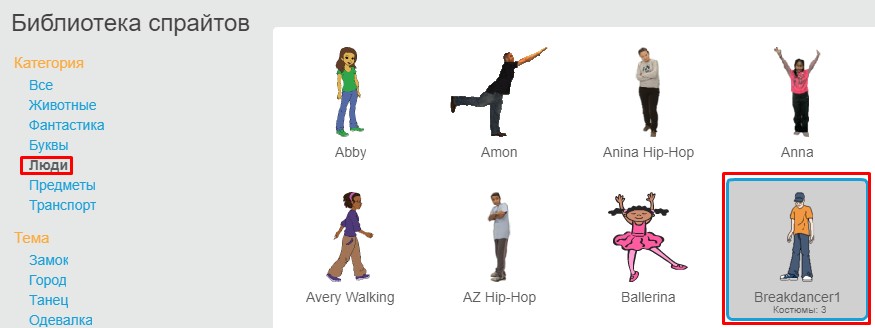 Библиотека спрайтов
Категория
Все
Животные
Фантастика
Буквы
Люди
Предметы
Транспорт
Тема
Замок
Город
Танец
Одевалка
Abby
Amon
Anina Hip-Hop
Anna
Avery Walking
AZ Hip-Hop
Ballerina
Breakdancer1
Костюмы: 3